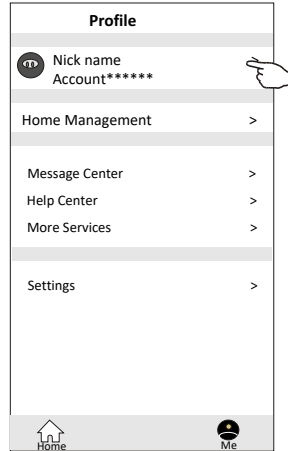 Profile
Nick name
Account******
Home Management >
Message Center >
Help Center >
More Services >
Settings >
Home Me